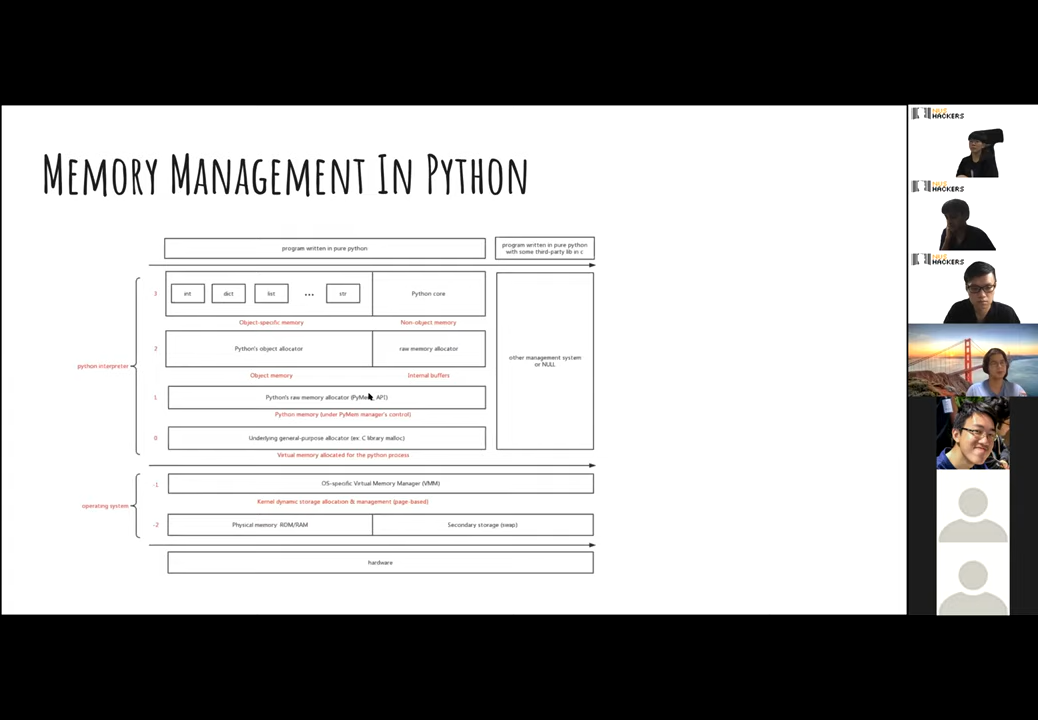 MEMORY MANAGEMENT IN PYTHON
program written in pure python
program written in pure python
with some third-party lib in c
3
int
dict
list
...
str
Python core
Object-specific memory
Non-object memory
2
Python's object allocator
raw memory allocator
other management system
or NULL
python interpreter
Object memory
Internal buffers
1
Python's raw memory allocator (PyMem_ API)
Python memory (under PyMem manager's control)
0
Underlying general-purpose allocator (ex: C library malloc)
Virtual memory allocated for the python process
-1
OS-specific Virtual Memory Manager (VMM)
Kernel dynamic storage allocation & management (page-based)
operating system
-2
Physical memory: ROM/RAM
Secondary storage (swap)
hardware
NUS
HACKERS
NUS
HACKERS
NUS
HACKERS